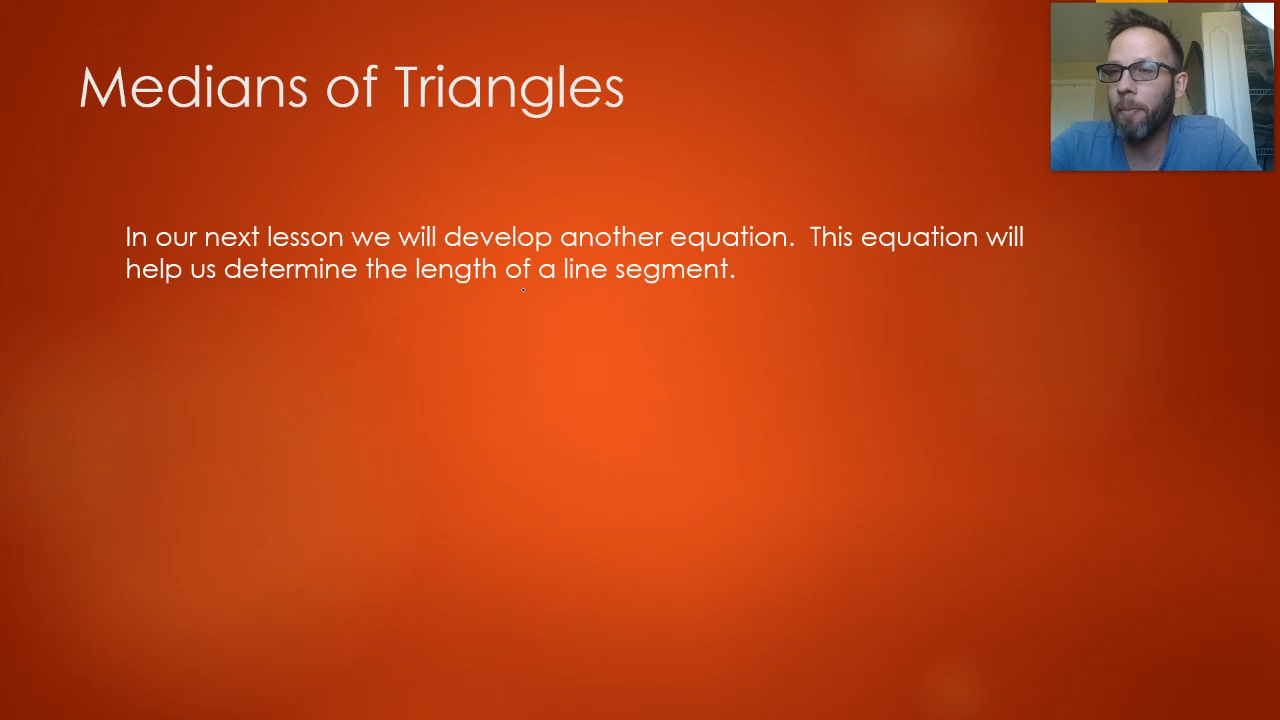 Medians of Triangles
In our next lesson we will develop another equation.  This equation will
help us determine the length of a line segment.